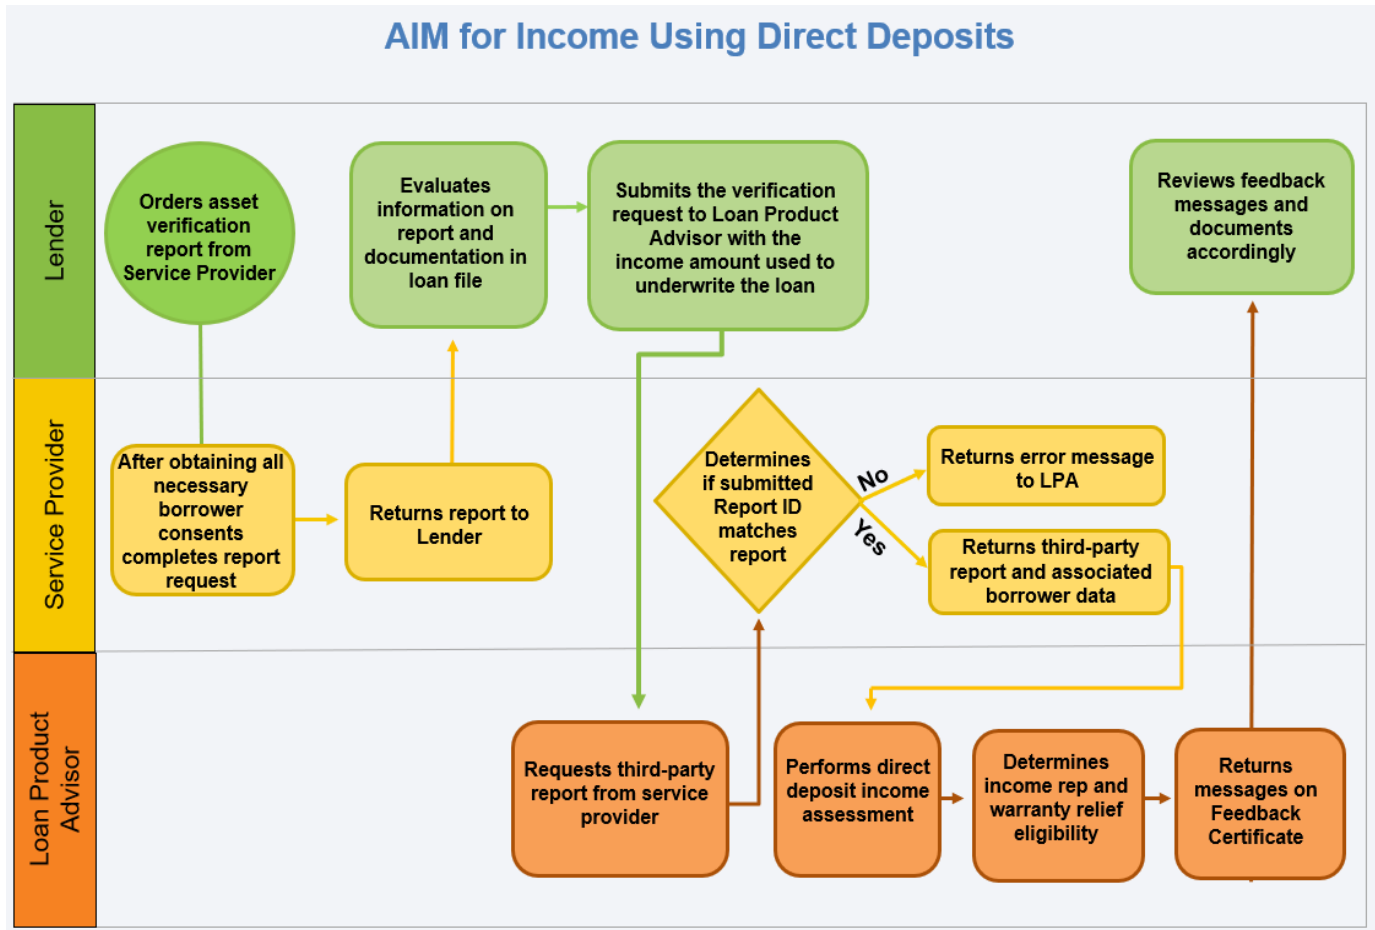 AIM for Income Using Direct Deposits
Lender
Orders asset
verification
report from
Service Provider
Evaluates
information on
report and
documentation in
loan file
Submits the verification
request to Loan Product
Advisor with the
income amount used to
underwrite the loan
Reviews feedback
messages and
documents
accordingly
Service Provider
After obtaining all
necessary
borrower
consents
completes report
request
Returns report to
Lender
Determines
if submitted
Report ID
matches
report
No
Yes
Returns error message
to LPA
Returns third-party
report and associated
borrower data
Loan Product
Advisor
Requests third-party
report from service
provider
Performs direct
deposit income
assessment
Determines
income rep and
warranty relief
eligibility
Returns
messages on
Feedback
Certificate